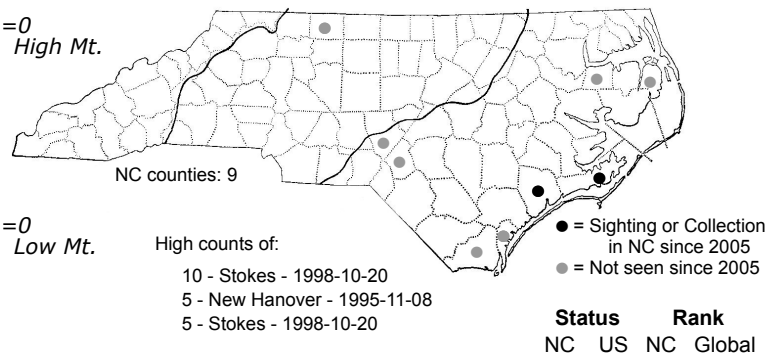 =0
High Mt.
NC counties: 9
=0
Low Mt.
High counts of:
10 - Stokes - 1998-10-20
5 - New Hanover - 1995-11-08
5 - Stokes - 1998-10-20
● = Sighting or Collection
in NC since 2005
● = Not seen since 2005
Status Rank
NC US NC Global